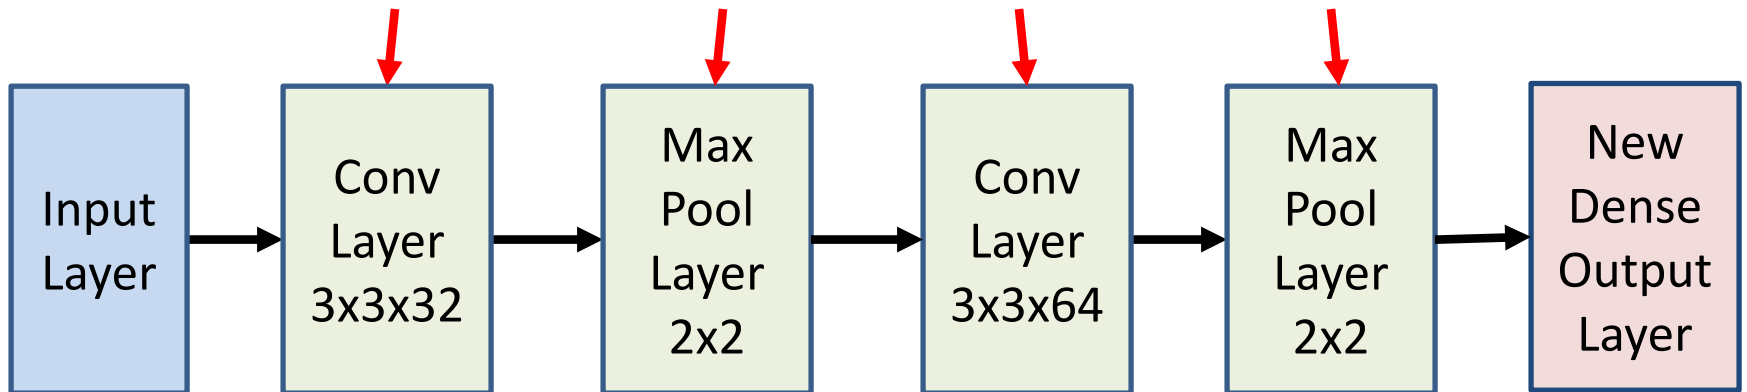 Input
Layer
Conv
Layer
3x3x32
Max
Pool
Layer
2x2
Conv
Layer
3x3x64
Max
Pool
Layer
2x2
New
Dense
Output
Layer